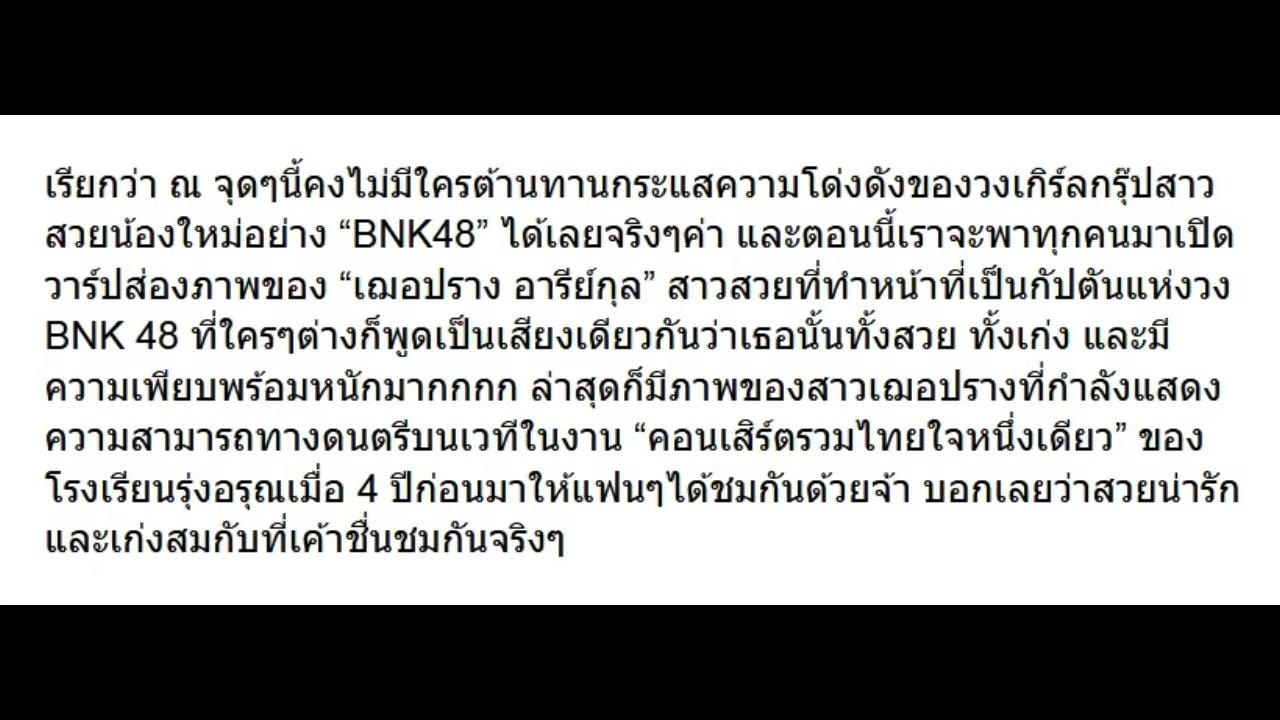 เรียกว่า ณ จุดๆนี้คงไม่มีใครต้านทานกระแสความโด่งดังของวงเกิร์ลกรุ๊ปสาว
สวยน้องใหม่อย่าง “BNK48” ได้เลยจริงๆค่า และตอนนี้เราจะพาทุกคนมาเปิด
วาร์ปส่องภาพของ “เฌอปราง อารีย์กุล” สาวสวยที่ทำหน้าที่เป็นกัปตันแห่งวง
BNK 48 ที่ใครๆต่างก็พูดเป็นเสียงเดียวกันว่าเธอนั้นทั้งสวย ทั้งเก่ง และมี
ความเพียบพร้อมหนักมากกกก ล่าสุดก็มีภาพของสาวเฌอปรางที่กำลังแสดง
ความสามารถทางดนตรีบนเวทีในงาน “คอนเสิร์ตรวมไทยใจหนึ่งเดียว” ของ
โรงเรียนรุ่งอรุณเมื่อ 4 ปีก่อนมาให้แฟนๆได้ชมกันด้วยจ้า บอกเลยว่าสวยน่ารัก
และเก่งสมกับที่เค้าชื่นชมกันจริงๆ